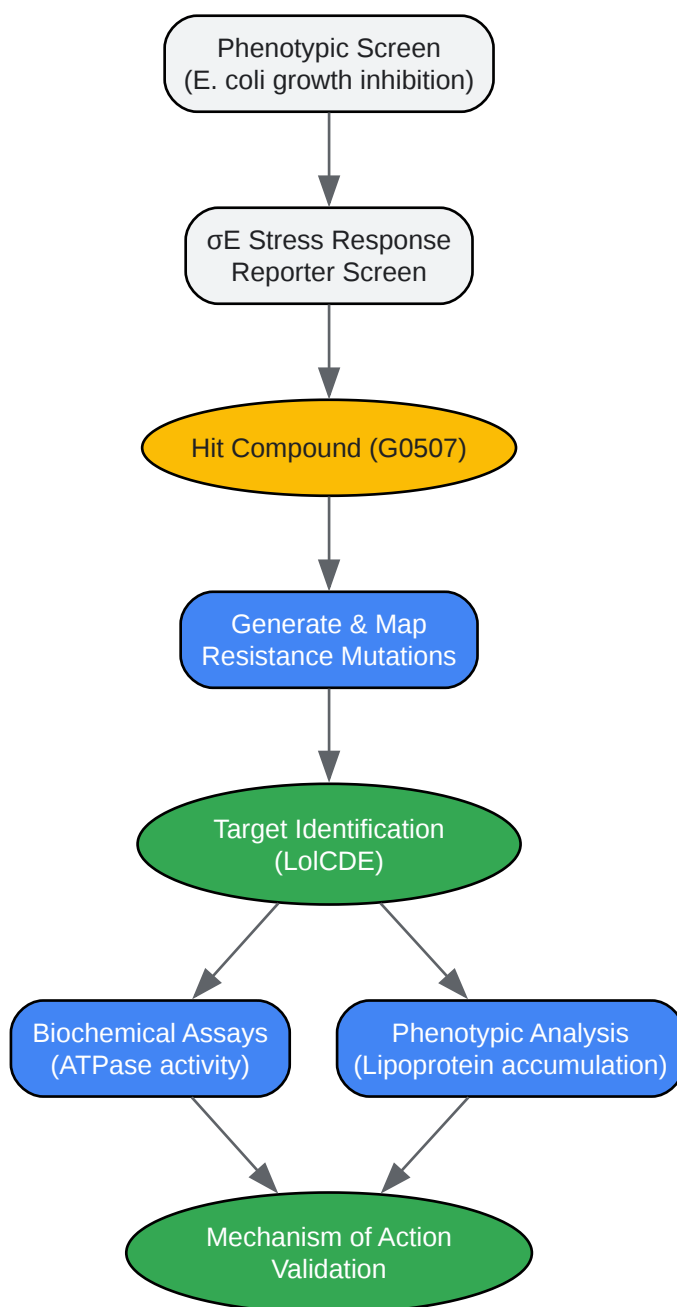 Phenotypic Screen
(E. coli growth inhibition)
σE Stress Response
Reporter Screen
Hit Compound (G0507)
Generate & Map
Resistance Mutations
Target Identification
(LolCDE)
Biochemical Assays
(ATPase activity)
Phenotypic Analysis
(Lipoprotein accumulation)
Mechanism of Action
Validation